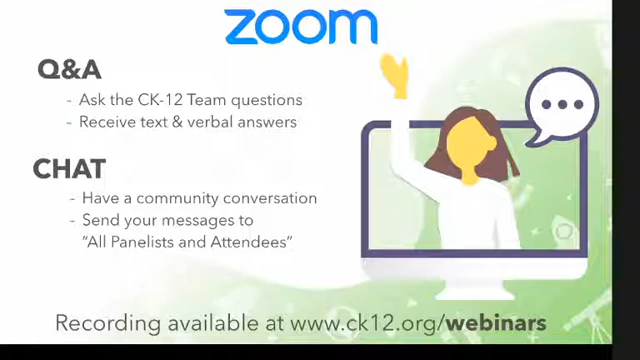 zoom
Q&A
- Ask the CK-12 Team questions
- Receive text & verbal answers
CHAT
- Have a community conversation
- Send your messages to
“All Panelists and Attendees”
Recording available at www.ck12.org/webinars